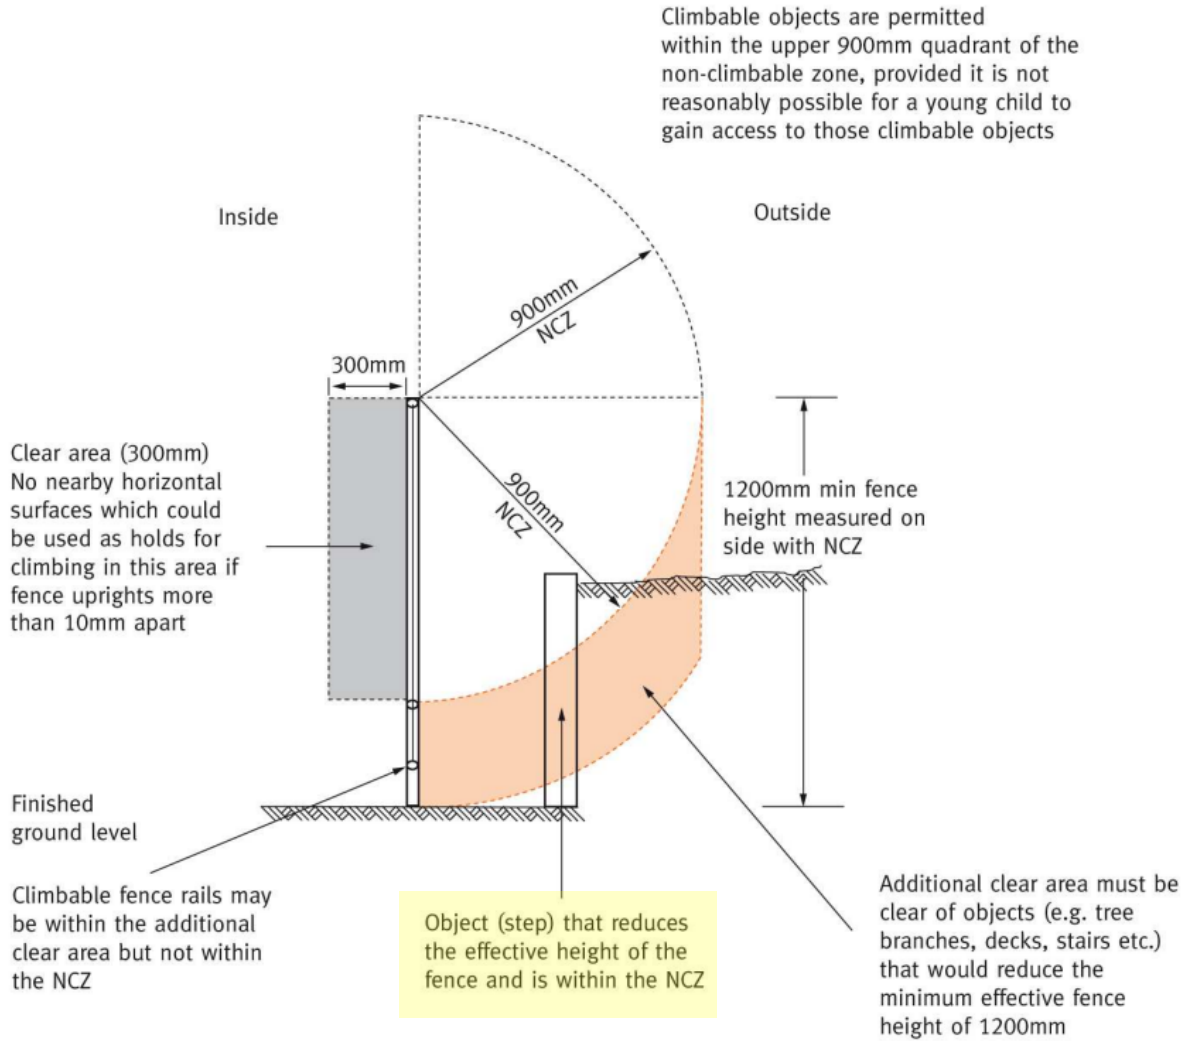 Climbable objects are permitted
within the upper 900mm quadrant of the
non-climbable zone, provided it is not
reasonably possible for a young child to
gain access to those climbable objects
Inside
Outside
900mm
NCZ
300mm
Clear area (300mm)
No nearby horizontal
surfaces which could
be used as holds for
climbing in this area if
fence uprights more
than 10mm apart
900mm
NCZ
1200mm min fence
height measured on
side with NCZ
Finished
ground level
Climbable fence rails may
be within the additional
clear area but not within
the NCZ
Object (step) that reduces
the effective height of the
fence and is within the NCZ
Additional clear area must be
clear of objects (e.g. tree
branches, decks, stairs etc.)
that would reduce the
minimum effective fence
height of 1200mm